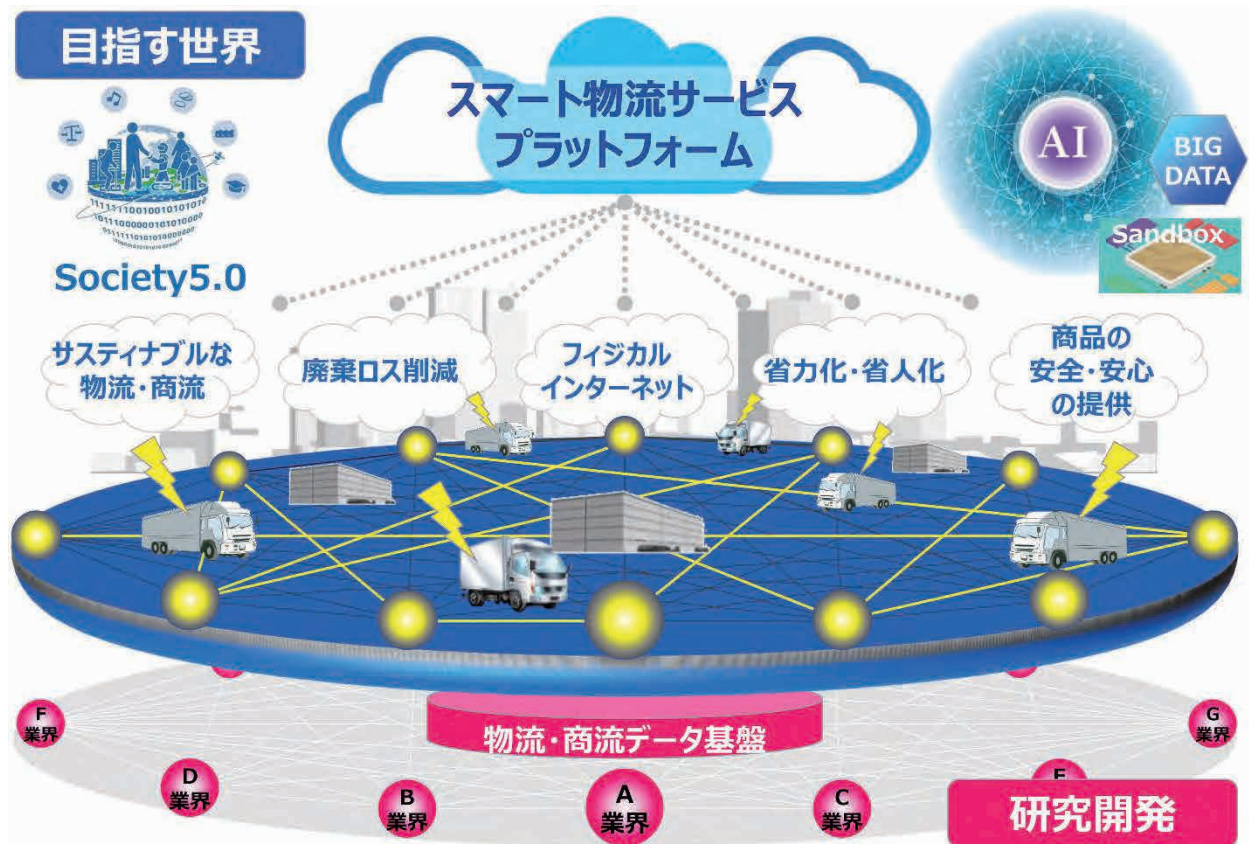 目指す世界
スマート物流サービス
プラットフォーム
AI
BIG
DATA
Sandbox
11111110010010101010
1011100000101010000
Society5.0
サスティナブルな
物流・商流
廃棄ロス削減
フィジカル
インターネット
省力化・省人化
商品の
安全・安心
の提供
物流・商流データ基盤
F
業界
D
業界
B
業界
A
業界
C
業界
G
業界
研究開発